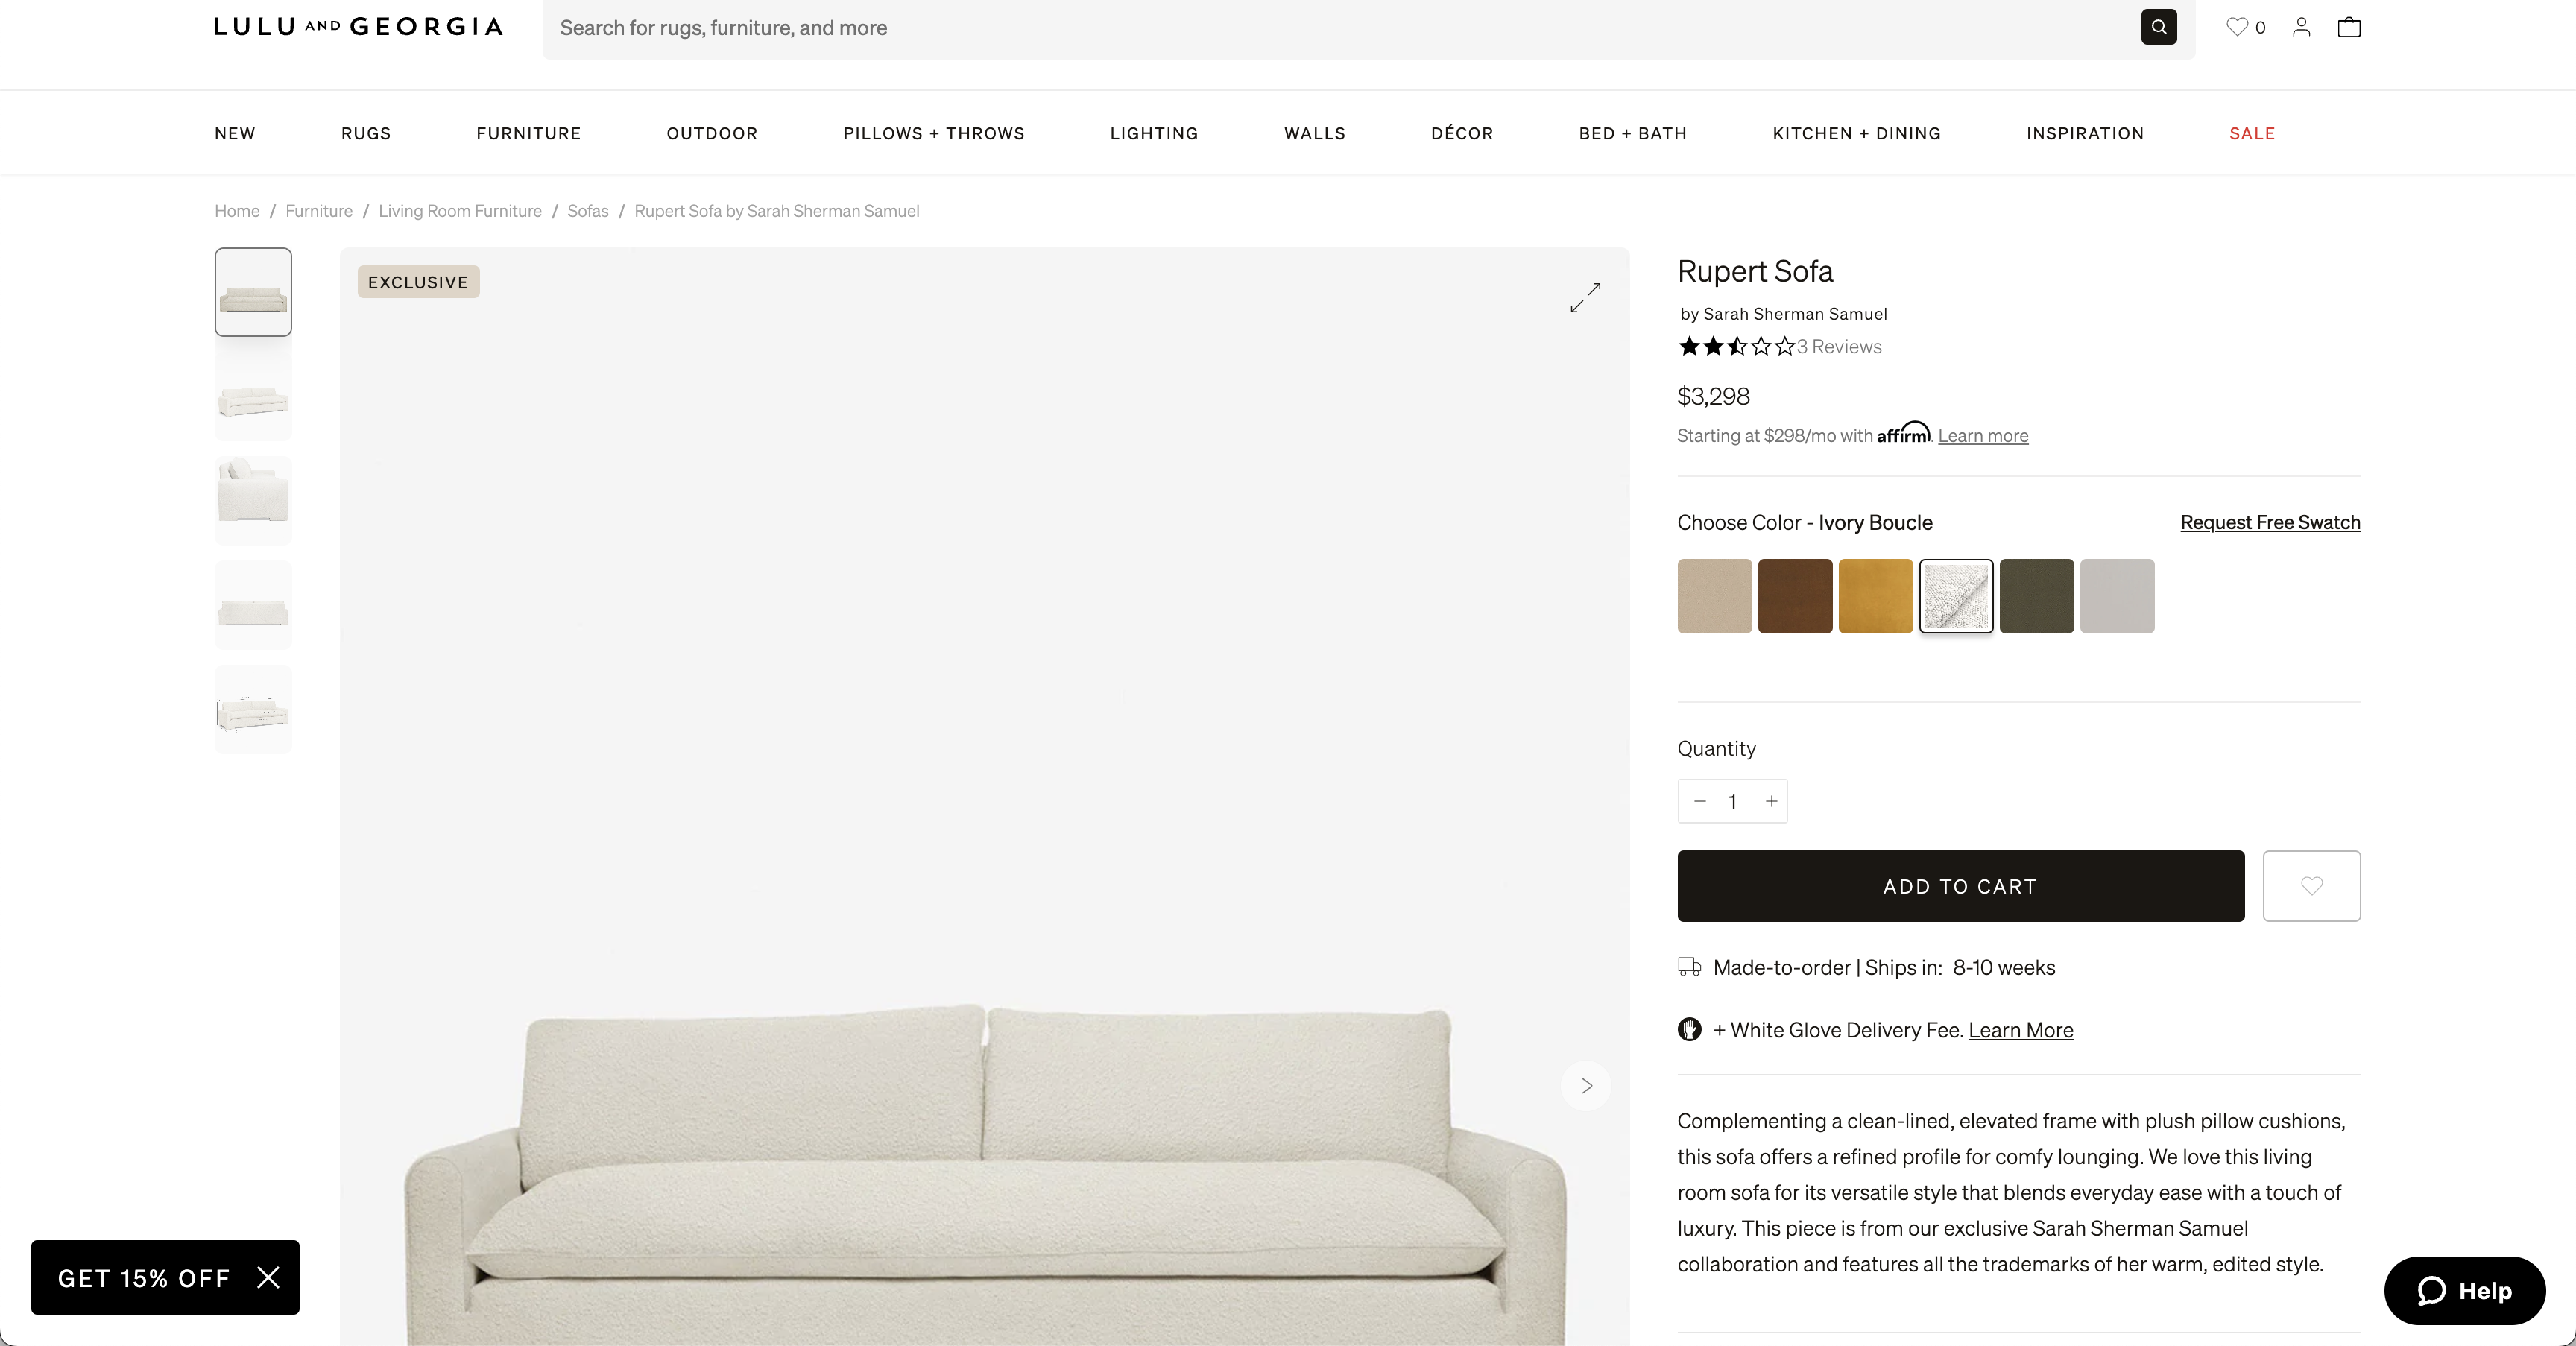 LULU AND GEORGIA
Search for rugs, furniture, and more
0
NEW RUGS FURNITURE OUTDOOR PILLOWS + THROWS LIGHTING WALLS DÉCOR BED + BATH KITCHEN + DINING INSPIRATION SALE
Home / Furniture / Living Room Furniture / Sofas / Rupert Sofa by Sarah Sherman Samuel
EXCLUSIVE
Rupert Sofa
by Sarah Sherman Samuel
3 Reviews
$3,298
Starting at $298/mo with affirm. Learn more
Choose Color - Ivory Boucle
Request Free Swatch
Quantity
− 1 +
ADD TO CART
Made-to-order | Ships in: 8-10 weeks
+ White Glove Delivery Fee. Learn More
Complementing a clean-lined, elevated frame with plush pillow cushions,
this sofa offers a refined profile for comfy lounging. We love this living
room sofa for its versatile style that blends everyday ease with a touch of
luxury. This piece is from our exclusive Sarah Sherman Samuel
collaboration and features all the trademarks of her warm, edited style.
GET 15% OFF
Help